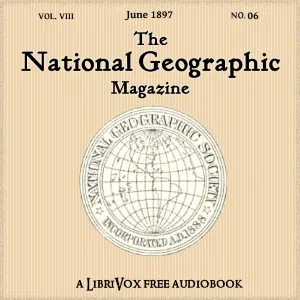 VOL. VIII June 1897 NO. 06
The
National Geographic
Magazine
NATIONAL GEOGRAPHIC SOCIETY
INCORPORATED A.D. 1888
A LIBRIVOX FREE AUDIOBOOK